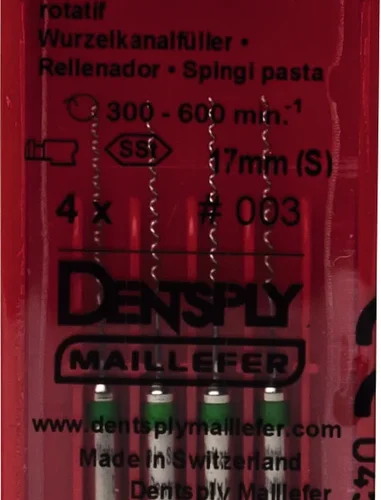 rotatif
Wurzelkanalfüller •
Rellenador • Spingi pasta
300 - 600 min.-1
SSt 17mm (S)
4 x # 003
DENTSPLY
MAILLEFER
www.dentsplymaillefer.com
Made in Switzerland
Dentsply Maillefer